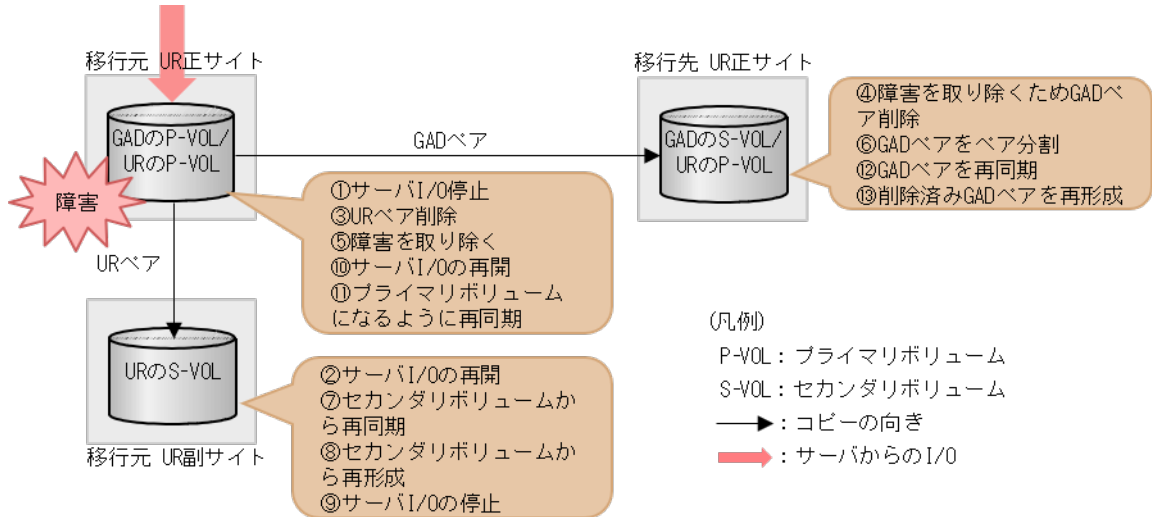 移行元 UR正サイト
GADのP-VOL/
URのP-VOL
障害
GADペア
移行先 UR正サイト
GADのS-VOL/
URのP-VOL
④障害を取り除くためGADペ
ア削除
⑥GADペアをペア分割
⑫GADペアを再同期
⑬削除済みGADペアを再形成
①サーバI/O停止
③URペア削除
⑤障害を取り除く
⑩サーバI/Oの再開
⑪プライマリボリューム
になるように再同期
URペア
URのS-VOL
移行元 UR副サイト
②サーバI/Oの再開
⑦セカンダリボリュームか
ら再同期
⑧セカンダリボリュームか
ら再形成
⑨サーバI/Oの停止
(凡例)
P-VOL：プライマリボリューム
S-VOL：セカンダリボリューム
：コピーの向き
：サーバからのI/O